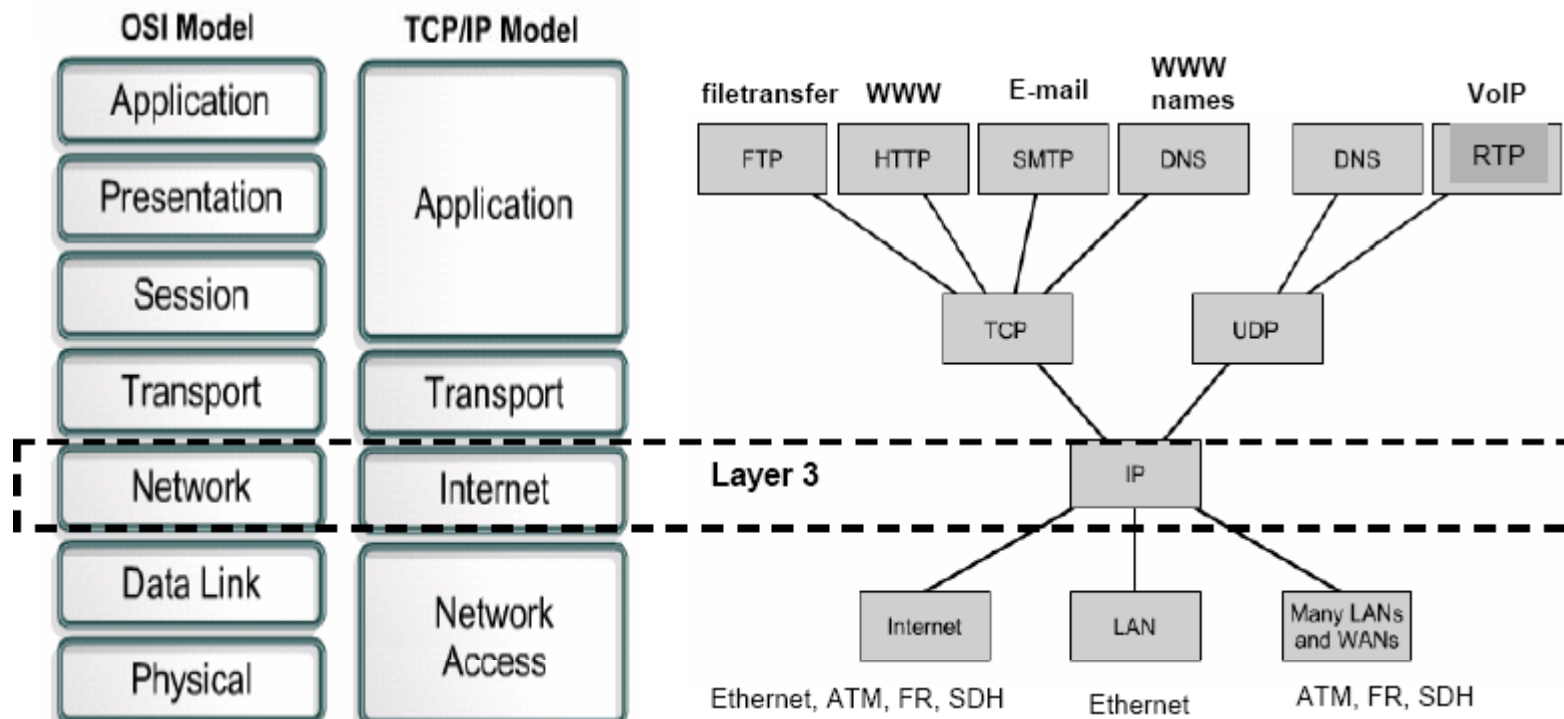 OSI Model
TCP/IP Model
Application
Presentation
Session
Transport
Network
Data Link
Physical
Application
Transport
Internet
Network
Access
filetransfer
WWW
E-mail
WWW
names
VoIP
FTP
HTTP
SMTP
DNS
DNS
RTP
TCP
UDP
Layer 3
IP
Internet
LAN
Many LANs
and WANs
Ethernet, ATM, FR, SDH
Ethernet
ATM, FR, SDH